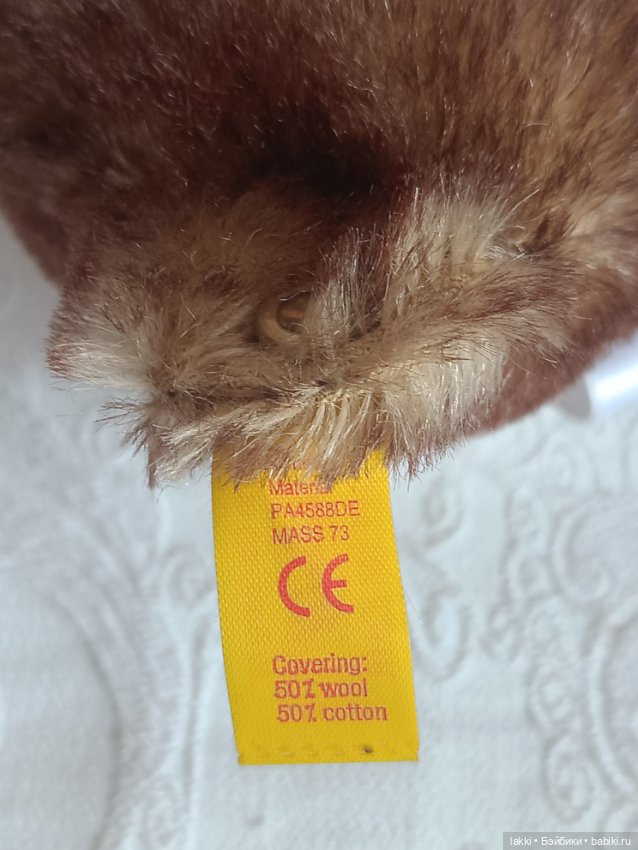 Material
PA4588DE
MASS 73
CE
Covering:
50% wool
50% cotton
lakki • Бэйбики • babiki.ru